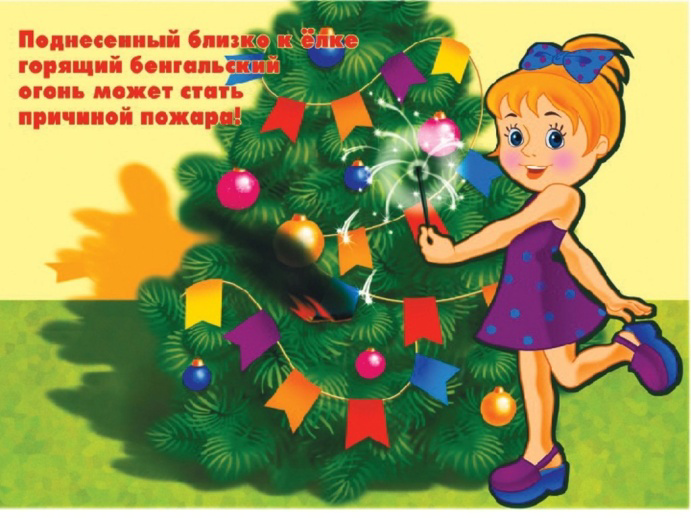 Поднесенный близко к ёлке
горящий бенгальский
огонь может стать
причиной пожара!